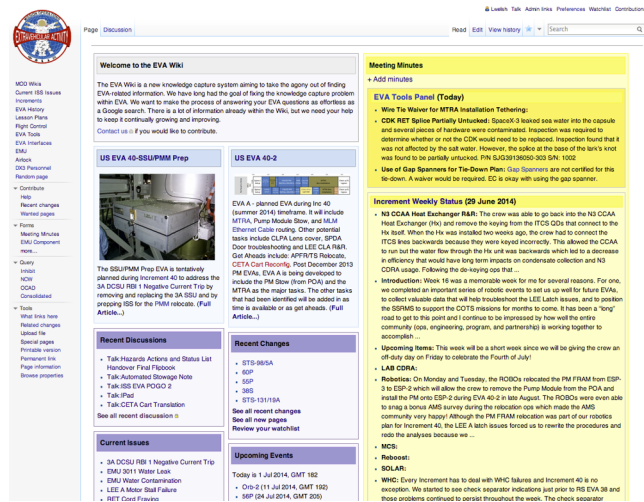 EXTRAVEHICULAR ACTIVITY
Lwelsh Talk Admin links Preferences Watchlist Contributions
Page Discussion
Read Edit View history
Search
MOD Wikis
Current ISS Issues
Increments
EVA History
Lesson Plans
Flight Control
EVA Tools
EVA Interfaces
EMU
Airlock
DX3 Personnel
Random page
Contribute
Help
Recent changes
Wanted pages
Forms
Meeting Minutes
EMU Component
more...
Query
Inhibit
NCW
OCAD
Consolidated
Tools
What links here
Related changes
Upload file
Special pages
Printable version
Permanent link
Page information
Browse properties
Welcome to the EVA Wiki
The EVA Wiki is a new knowledge capture system aiming to take the agony out of finding
EVA-related information. We have long had the goal of fixing the knowledge capture problem
within EVA. We want to make the process of answering your EVA questions as effortless as
a Google search. There is a lot of information already within the Wiki, but we need your help
to keep it continually growing and improving.
Contact us if you would like to contribute.
US EVA 40-SSU/PMM Prep
The SSU/PMM Prep EVA is tentatively
planned during Increment 40 to address the
3A DCSU RBI 1 Negative Current Trip by
removing and replacing the 3A SSU and by
prepping ISS for the PMM relocate. (Full
Article...)
US EVA 40-2
EVA A - planned EVA during Inc 40
(summer 2014) timeframe. It will include
MTRA, Pump Module Stow, and MLM
Ethernet Cable routing. Other potential
tasks include CLPA Lens cover, SPDA
Door troubleshooting and LEE CLA R&R.
Get Aheads include: APFR/TS Relocate,
CETA Cart Reconfig, Post December 2013
PM EVAs, EVA A is being developed to
include the PM Stow (from POA) and the
MTRA as the major tasks. The other tasks
that had been identified will be added in as
time is available or as get aheads. (Full
Article...)
Recent Discussions
Talk:Hazards Actions and Status List
Handover Final Flipbook
Talk:Automated Stowage Note
Talk:ISS EVA POGO 2
Talk:IPad
Talk:CETA Cart Translation
See all recent discussion
Current Issues
3A DCSU RBI 1 Negative Current Trip
EMU 3011 Water Leak
EMU Water Contamination
LEE A Motor Stall Failure
RET Cord Fraying
Recent Changes
STS-98/5A
60P
55P
38S
STS-131/19A
See all recent changes
See all new pages
Review your watchlist
Upcoming Events
Today is 1 Jul 2014, GMT 182
Orb-2 (11 Jul 2014, GMT 192)
56P (24 Jul 2014, GMT 205)
Meeting Minutes
+ Add minutes
EVA Tools Panel (Today)
Wire Tie Waiver for MTRA Installation Tethering:
CDK RET Splice Partially Untucked: SpaceX-3 leaked sea water into the capsule
and several pieces of hardware were contaminated. Inspection was required to
determine whether or not the CDK would need to be replaced. Inspection found that it
was not affected by the salt water. However, the splice at the base of the lark's knot
was found to be partially untucked. P/N SJG39136050-303 S/N: 1002
Use of Gap Spanners for Tie-Down Plan: Gap Spanners are not certified for this
tie-down. A waiver would be required. EC is okay with using the gap spanner.
Increment Weekly Status (29 June 2014)
N3 CCAA Heat Exchanger R&R: The crew was able to go back into the N3 CCAA
Heat Exchanger (Hx) and remove the keying from the ITCS QDs that connect to the
Hx itself. When the Hx was installed two weeks ago, the crew had to connect the
ITCS lines backwards because they were keyed incorrectly. This allowed the CCAA
to run but the water flow through the Hx unit was backwards which led to a decrease
in efficiency that would have long term impacts on condensate collection and N3
CDRA usage. Following the de-keying ops that ...
Introduction: Week 16 was a memorable week for me for several reasons. For one,
we completed an important series of robotic events to set us up well for future EVAs,
to collect valuable data that will help troubleshoot the LEE Latch issues, and to position
the SSRMS to support the COTS missions for months to come. It has been a "long"
road to get to this point and I continue to be impressed by how well the entire
community (ops, engineering, program, and partnership) is working together to
accomplish ...
Upcoming items: This week will be a short week since we will be giving the crew an
off-duty day on Friday to celebrate the Fourth of July!
LAB CDRA:
Robotics: On Monday and Tuesday, the ROBOs relocated the PM FRAM from ESP-
3 to ESP-2 which will allow the crew to remove the Pump Module from the POA and
install the PM onto ESP-2 during EVA 40-2 in late August. The ROBOs were even able
to snag a bonus AMS survey during the relocation ops which made the AMS
community very happy! Although the PM FRAM relocation was part of our robotics
plan for Increment 40, the LEE A latch issues forced us to rewrite the procedures and
redo the analyses because we ...
MCS:
Reboost:
SOLAR:
WHC: Every Increment has to deal with WHC failures and Increment 40 is no
exception. We started to see check separator indications just prior to RS EVA 38 and
those problems continued to persist throughout the week. The check separator